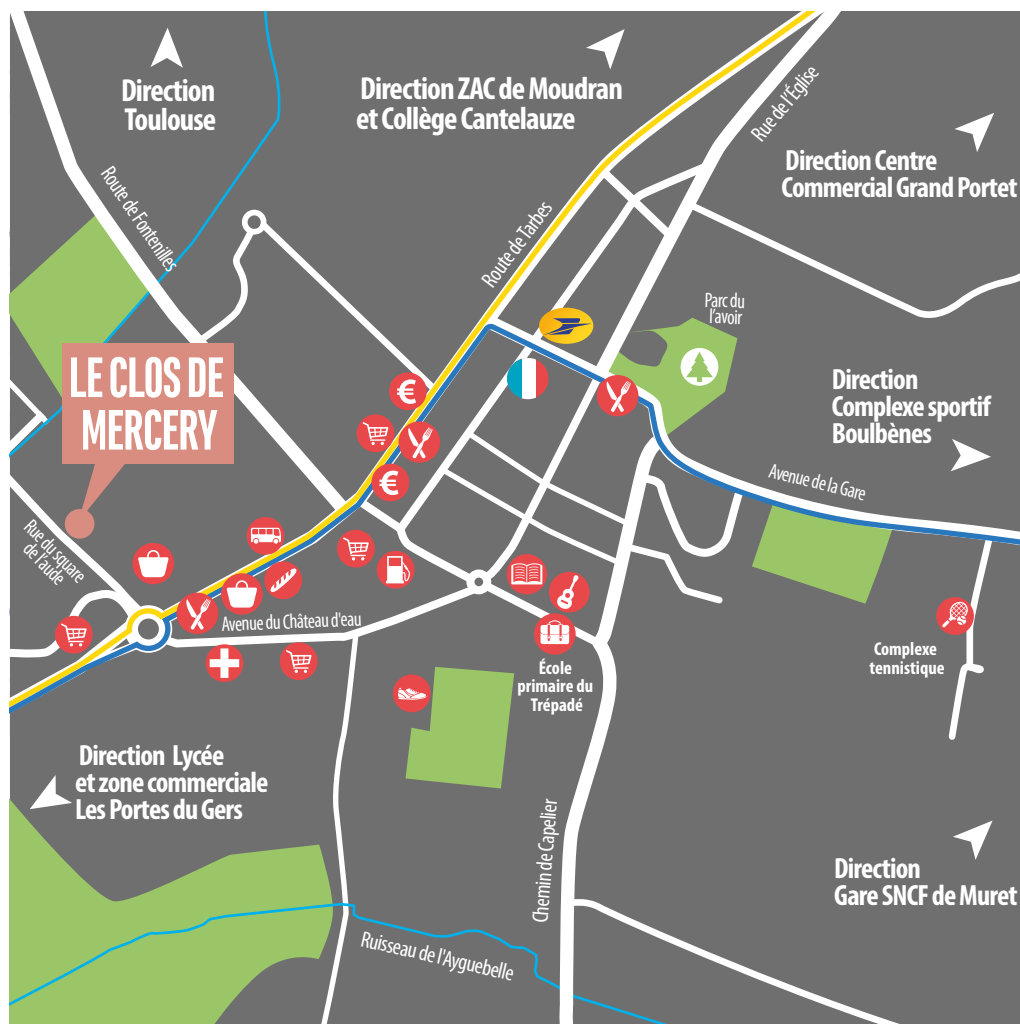 Direction
Toulouse
Direction ZAC de Moudran
et Collège Cantelauze
Rue de l'Église
Direction Centre
Commercial Grand Portet
Route de Fontenilles
Route de Tarbes
Parc du
l'avoir
LE CLOS DE
MERCERY
€
Direction
Complexe sportif
Boulbènes
€
Avenue de la Gare
Rue du square
de l'aude
Avenue du Château d'eau
École
primaire du
Trépadé
Complexe
tennistique
Direction Lycée
et zone commerciale
Les Portes du Gers
Chemin de Capelier
Direction
Gare SNCF de Muret
Ruisseau de l'Ayguebelle